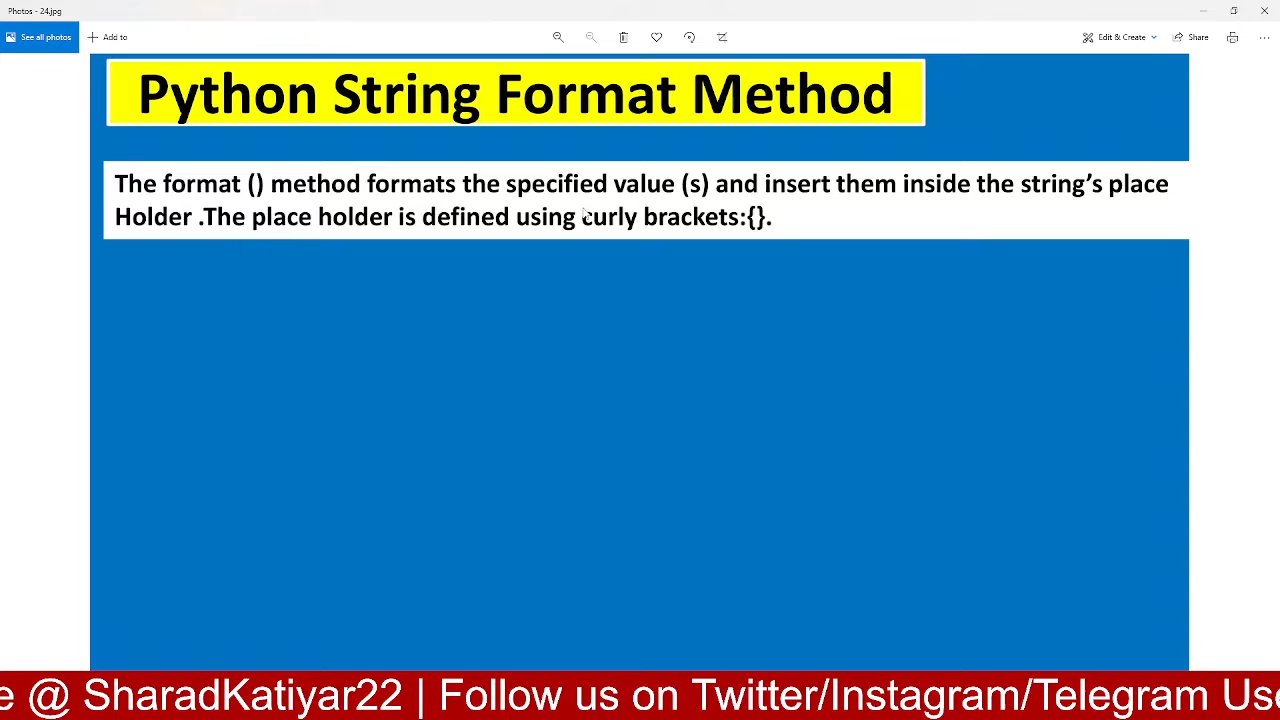 Photos - 24.jpg
See all photos
Add to
Edit & Create
Share
Python String Format Method
The format () method formats the specified value (s) and insert them inside the string’s place
Holder .The place holder is defined using curly brackets:{}.
e @ SharadKatiyar22 | Follow us on Twitter/Instagram/Telegram Use